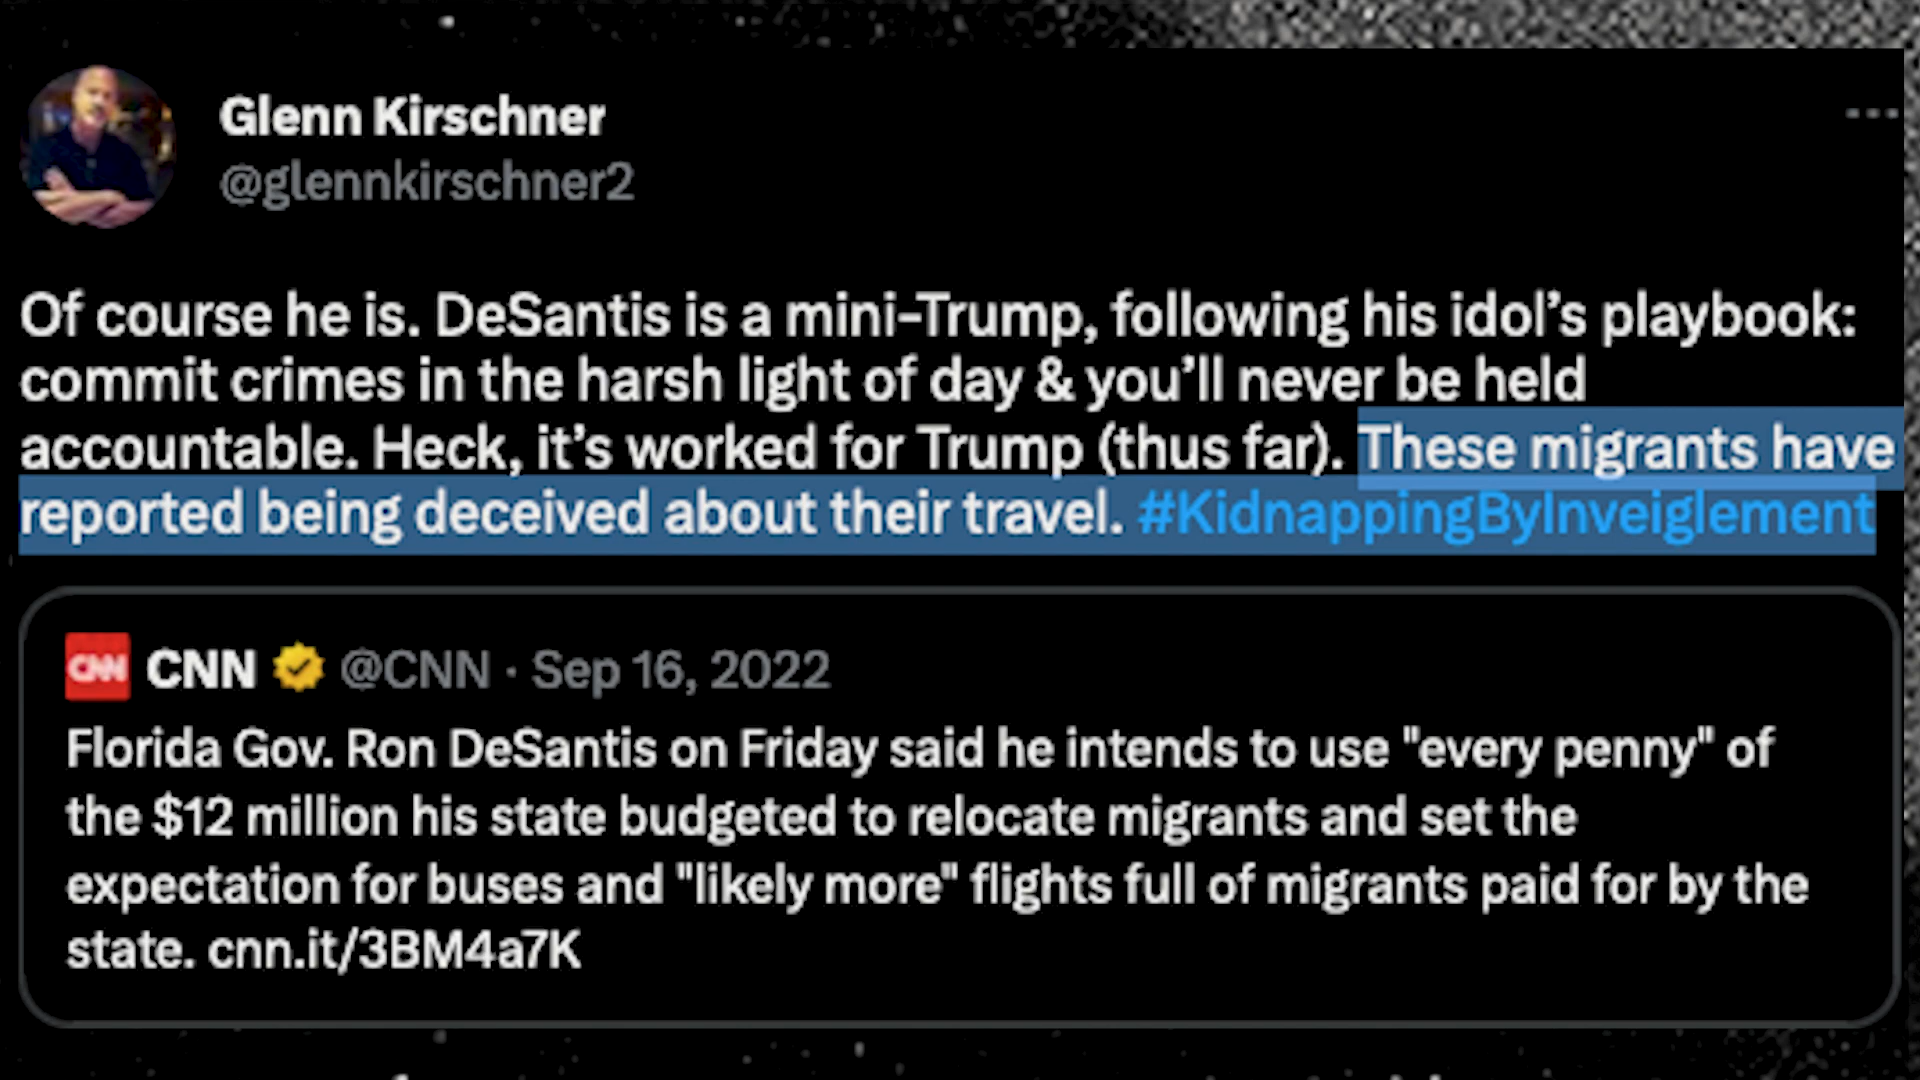 Glenn Kirschner
@glennkirschner2
Of course he is. DeSantis is a mini-Trump, following his idol’s playbook:
commit crimes in the harsh light of day & you’ll never be held
accountable. Heck, it’s worked for Trump (thus far). These migrants have
reported being deceived about their travel. #KidnappingByInveiglement
CNN CNN @CNN · Sep 16, 2022
Florida Gov. Ron DeSantis on Friday said he intends to use "every penny" of
the $12 million his state budgeted to relocate migrants and set the
expectation for buses and "likely more" flights full of migrants paid for by the
state. cnn.it/3BM4a7K